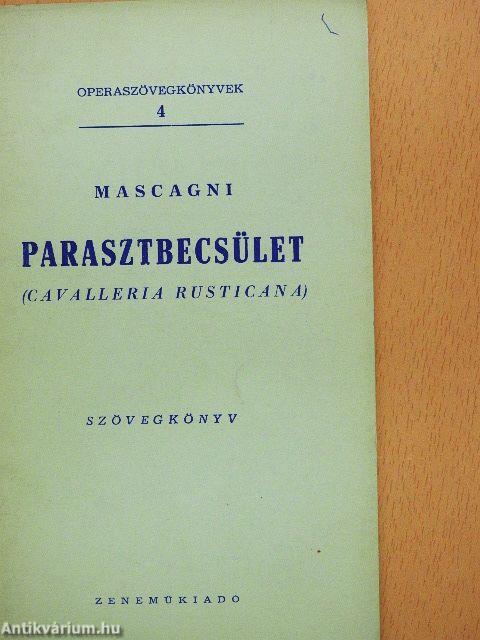 OPERASZÖVEGKÖNYVEK
4
MASCAGNI
PARASZTBECSÜLET
(CAVALLERIA RUSTICANA)
SZÖVEGKÖNYV
ZENEMŰKIADÓ
Antikvárium.hu